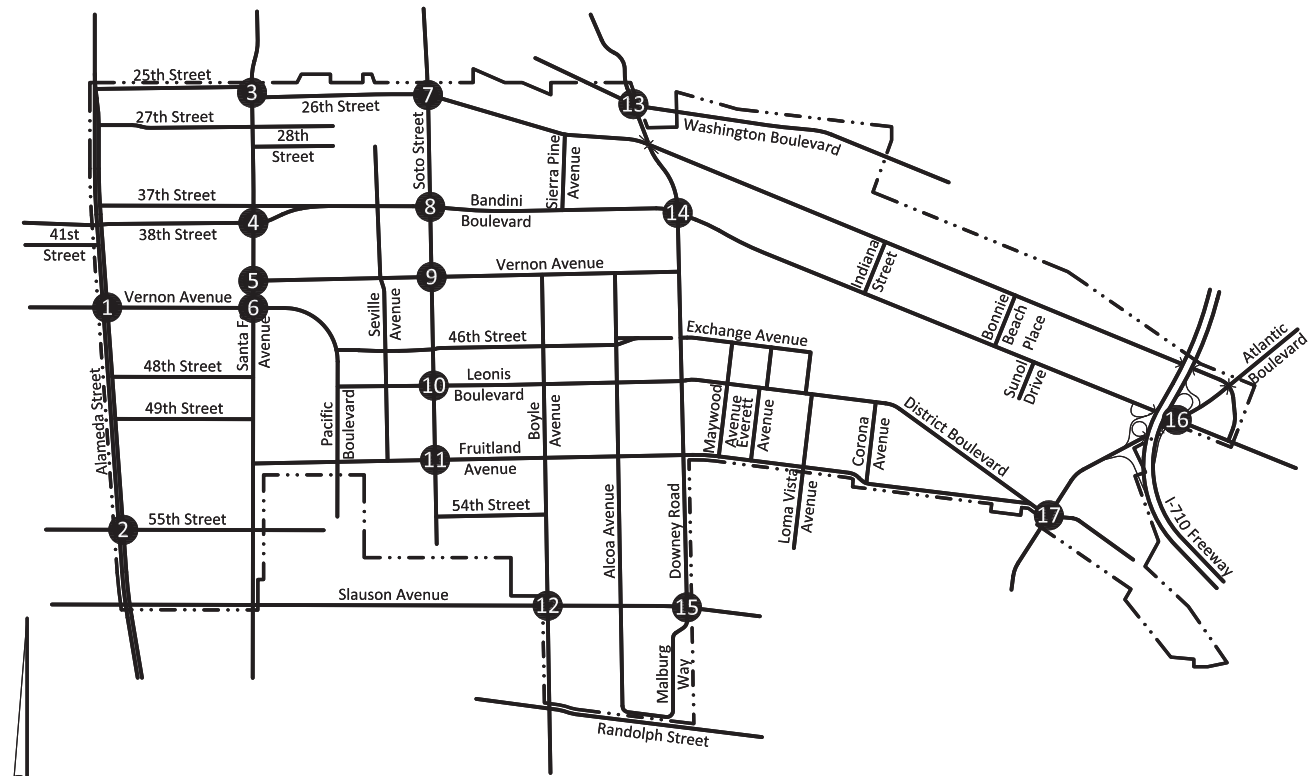 25th Street
3
26th Street
7
13
Washington Boulevard
27th Street
28th
Street
Soto Street
Sierra Pine
Avenue
37th Street
8
Bandini
Boulevard
14
4
38th Street
41st
Street
5
9
Vernon Avenue
Indiana
Street
1
Vernon Avenue
6
Santa F
Avenue
Seville
Avenue
46th Street
Exchange Avenue
Bonnie
Beach
Place
Atlantic
Boulevard
48th Street
10
Leonis
Boulevard
Sunol
Drive
49th Street
Alameda Street
Pacific
Boulevard
Boyle
Avenue
Maywood
Avenue
Everett
Avenue
Corona
Avenue
District Boulevard
16
11
Fruitland
Avenue
Loma Vista
Avenue
2
55th Street
54th Street
Alcoa Avenue
Downey Road
17
I-710 Freeway
Slauson Avenue
12
15
Malburg
Way
Randolph Street